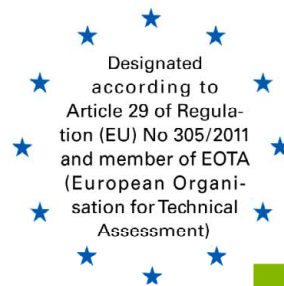 Designated
according to
Article 29 of Regula-
tion (EU) No 305/2011
and member of EOTA
(European Organi-
sation for Technical
Assessment)